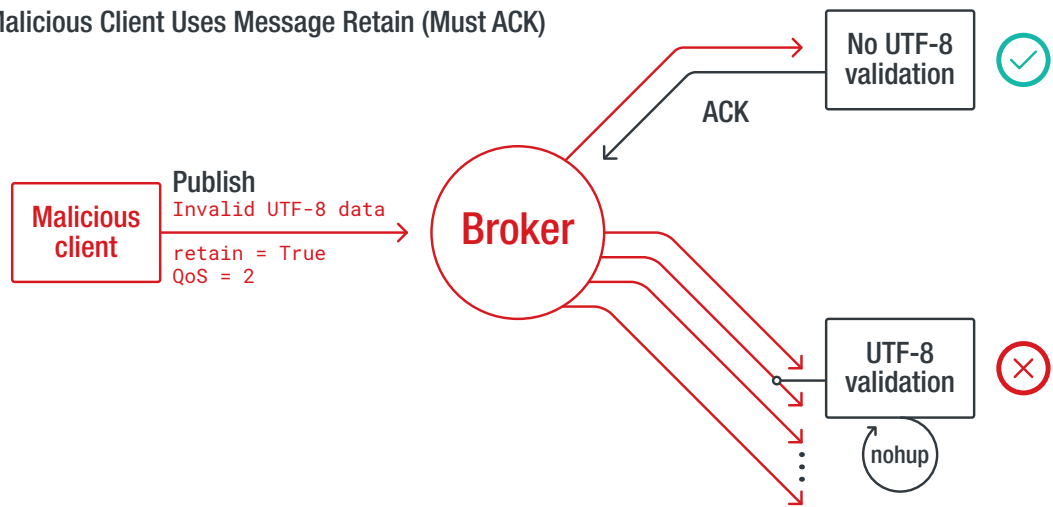 Malicious Client Uses Message Retain (Must ACK)
No UTF-8
validation
ACK
Publish
Invalid UTF-8 data
Malicious
client
retain = True
QoS = 2
Broker
UTF-8
validation
nohup